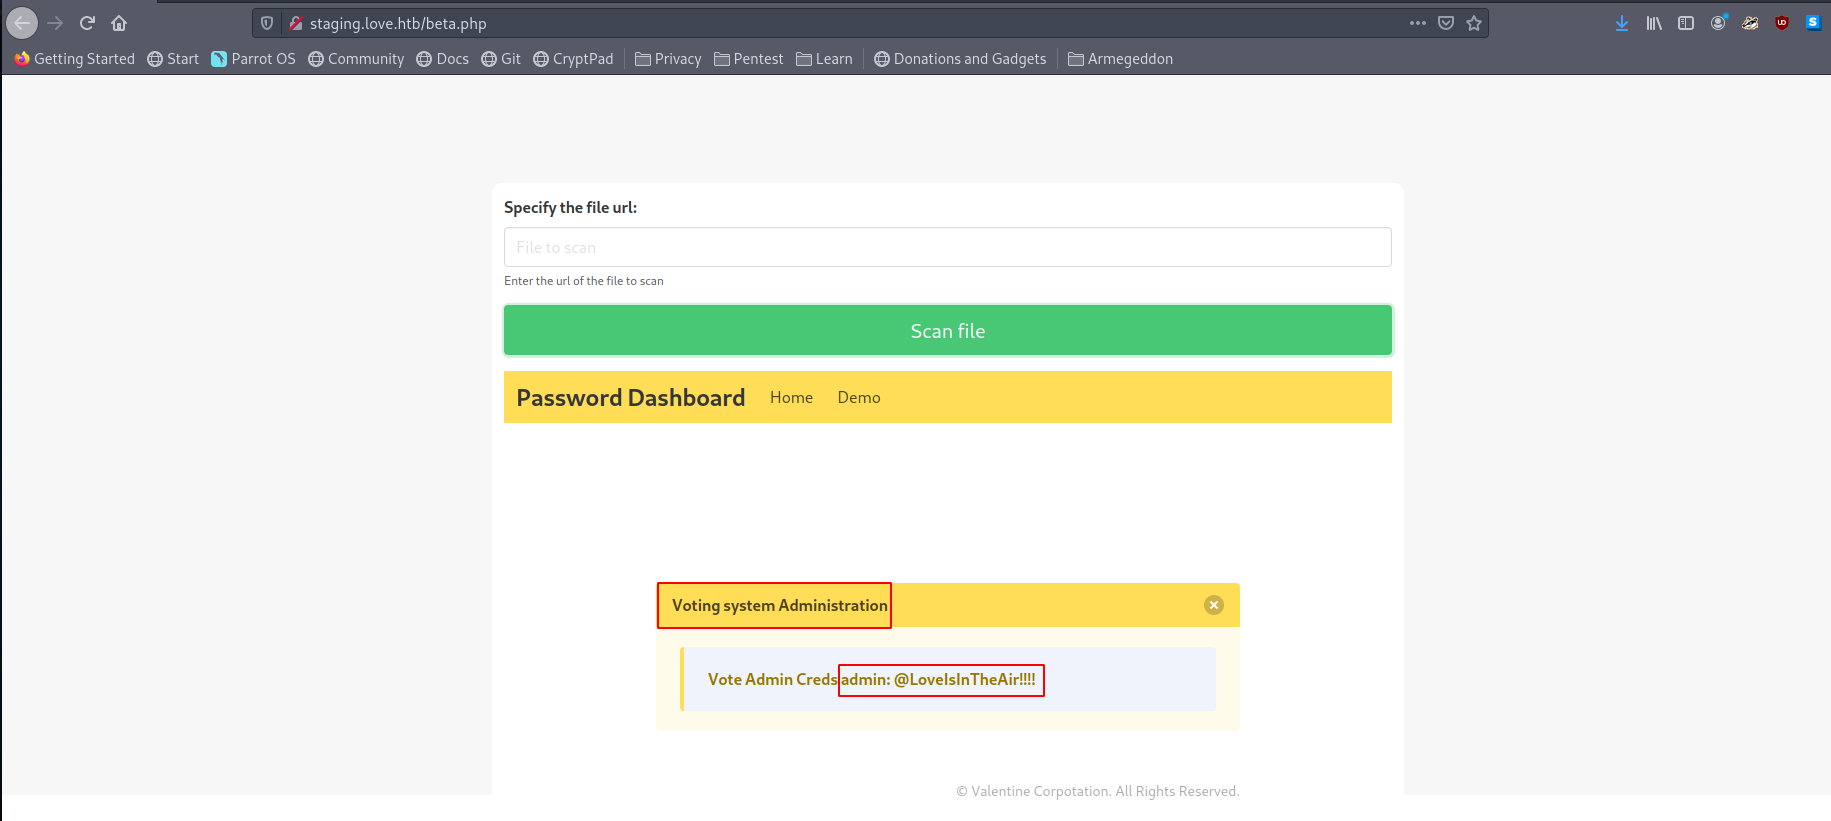 staging.love.htb/beta.php
Getting Started Start Parrot OS Community Docs Git CryptPad Privacy Pentest Learn Donations and Gadgets Armegeddon
Specify the file url:
File to scan
Enter the url of the file to scan
Scan file
Password Dashboard Home Demo
Voting system Administration
Vote Admin Creds admin: @LoveIsInTheAir!!!!
© Valentine Corpotation. All Rights Reserved.